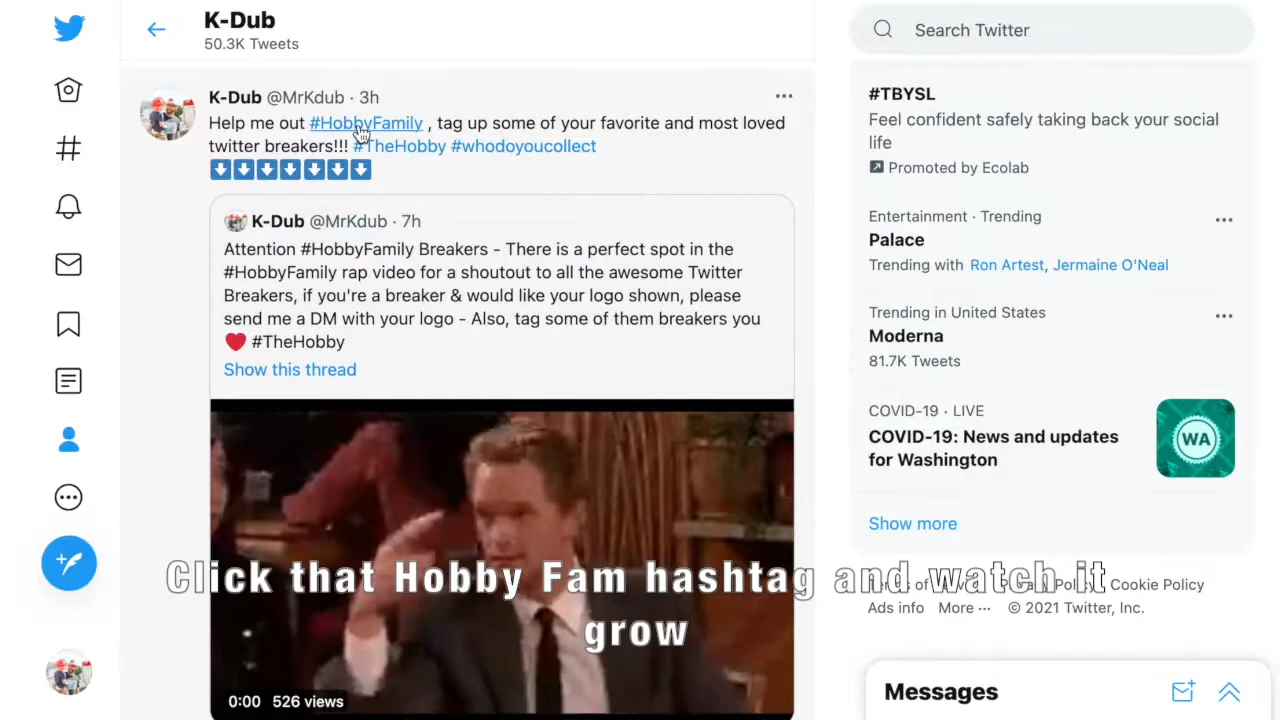 K-Dub
50.3K Tweets
Search Twitter
K-Dub @MrKdub · 3h
Help me out #HobbyFamily , tag up some of your favorite and most loved
twitter breakers!!! #TheHobby #whodoyoucollect
K-Dub @MrKdub · 7h
Attention #HobbyFamily Breakers - There is a perfect spot in the
#HobbyFamily rap video for a shoutout to all the awesome Twitter
Breakers, if you're a breaker & would like your logo shown, please
send me a DM with your logo - Also, tag some of them breakers you
❤️ #TheHobby
Show this thread
0:00 526 views
Click that Hobby Fam hashtag and watch it
grow
#TBYSL
Feel confident safely taking back your social
life
Promoted by Ecolab
Entertainment · Trending
Palace
Trending with Ron Artest, Jermaine O'Neal
Trending in United States
Moderna
81.7K Tweets
COVID-19 · LIVE
COVID-19: News and updates
for Washington
WA
Show more
Cookie Policy
Ads info More ··· © 2021 Twitter, Inc.
Messages